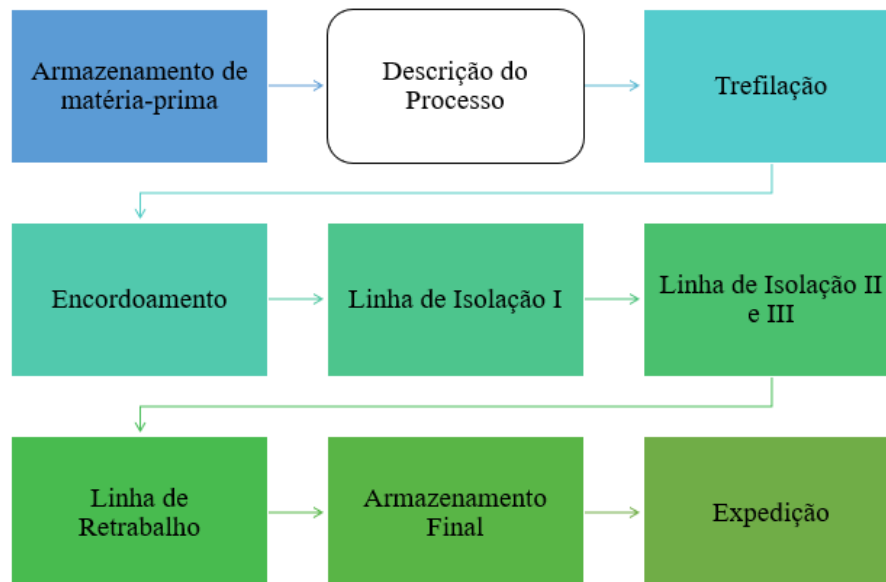 Armazenamento de
matéria-prima
Descrição do
Processo
Trefilação
Encordoamento
Linha de Isolação I
Linha de Isolação II
e III
Linha de
Retrabalho
Armazenamento
Final
Expedição